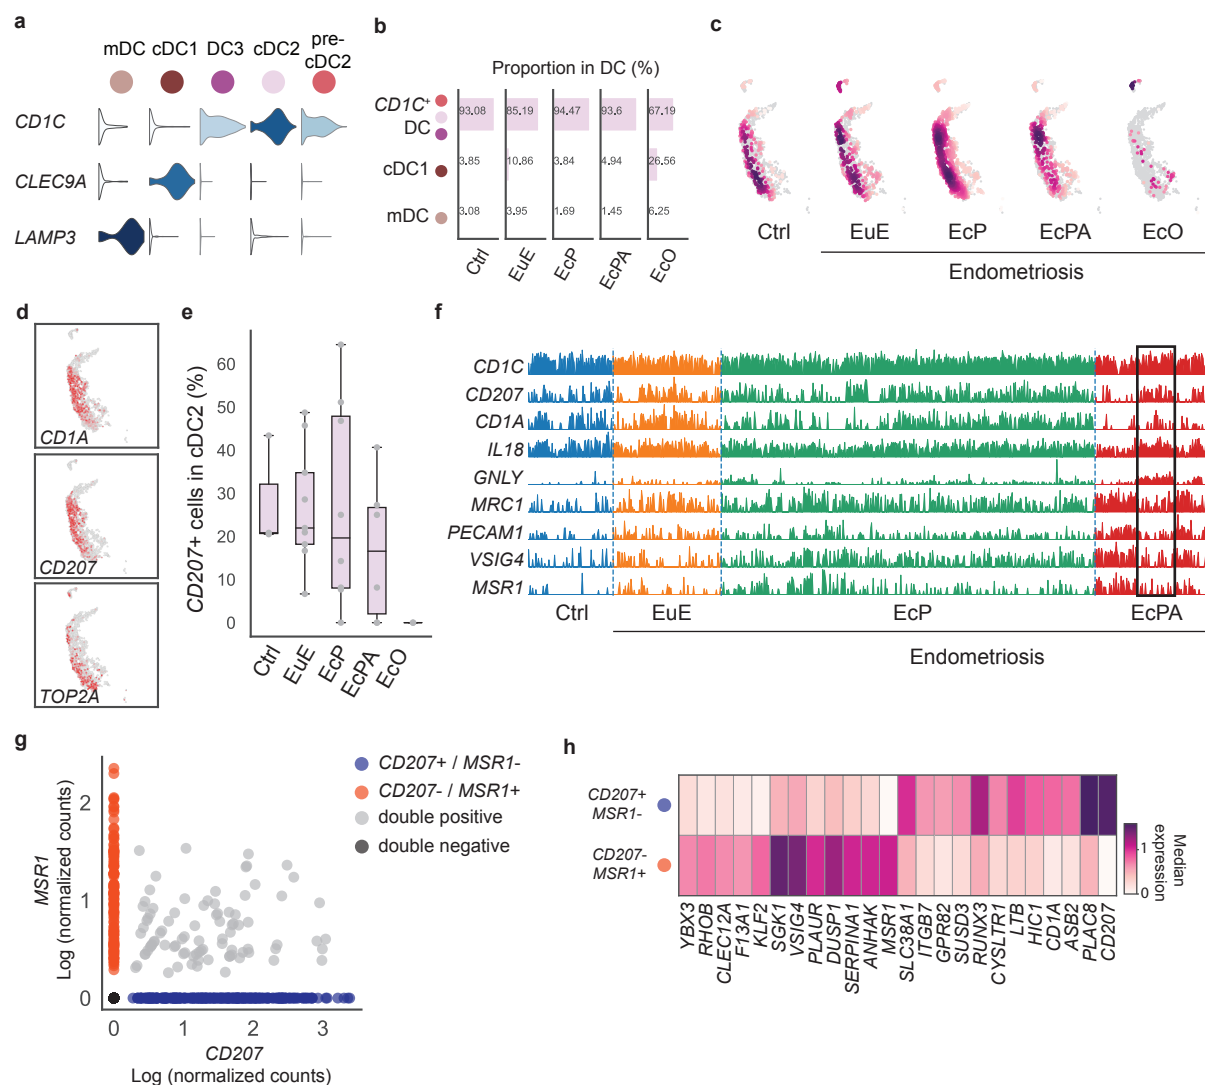 a
mDC cDC1 DC3 cDC2 pre-
cDC2
CD1C
CLEC9A
LAMP3
b
Proportion in DC (%)
CD1C+
DC
93.08 85.19 94.47 93.6 67.19
cDC1
3.85 10.86 3.84 4.94 26.56
mDC
3.08 3.95 1.69 1.45 6.25
Ctrl EuE EcP EcPA EcO
c
Ctrl EuE EcP EcPA EcO
Endometriosis
d
CD1A
CD207
TOP2A
e
CD207+ cells in cDC2 (%)
60
50
40
30
20
10
0
Ctrl EuE EcP EcPA EcO
f
CD1C
CD207
CD1A
IL18
GNLY
MRC1
PECAM1
VSIG4
MSR1
Ctrl EuE EcP EcPA
Endometriosis
g
MSR1
Log (normalized counts)
2
1
0
0 1 2 3
CD207
Log (normalized counts)
CD207+ / MSR1-
CD207- / MSR1+
double positive
double negative
h
CD207+
MSR1-
CD207-
MSR1+
YBX3 RHOB CLEC12A F13A1 KLF2 SGK1 VSIG4 PLAUR DUSP1 SERPINA1 AHNAK MSR1 SLC38A1 ITGB7 GPR82 SUSD3 RUNX3 CYSLTR1 LTB HIC1 CD1A ASB2 PLAC8 CD207
1
0
Median
expression